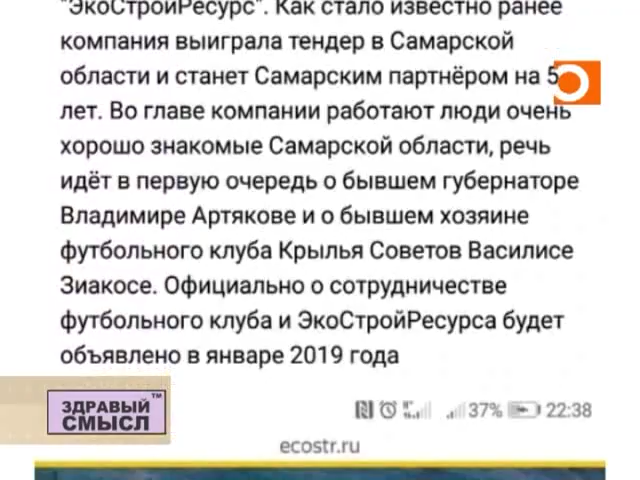 "ЭкоСтройРесурс". Как стало известно ранее
компания выиграла тендер в Самарской
области и станет Самарским партнёром на 5
лет. Во главе компании работают люди очень
хорошо знакомые Самарской области, речь
идёт в первую очередь о бывшем губернаторе
Владимире Артякове и о бывшем хозяине
футбольного клуба Крылья Советов Василисе
Зиакосе. Официально о сотрудничестве
футбольного клуба и ЭкоСтройРесурса будет
объявлено в январе 2019 года
ЗДРАВЫЙ™
СМЫСЛ
37% 22:38
ecostr.ru